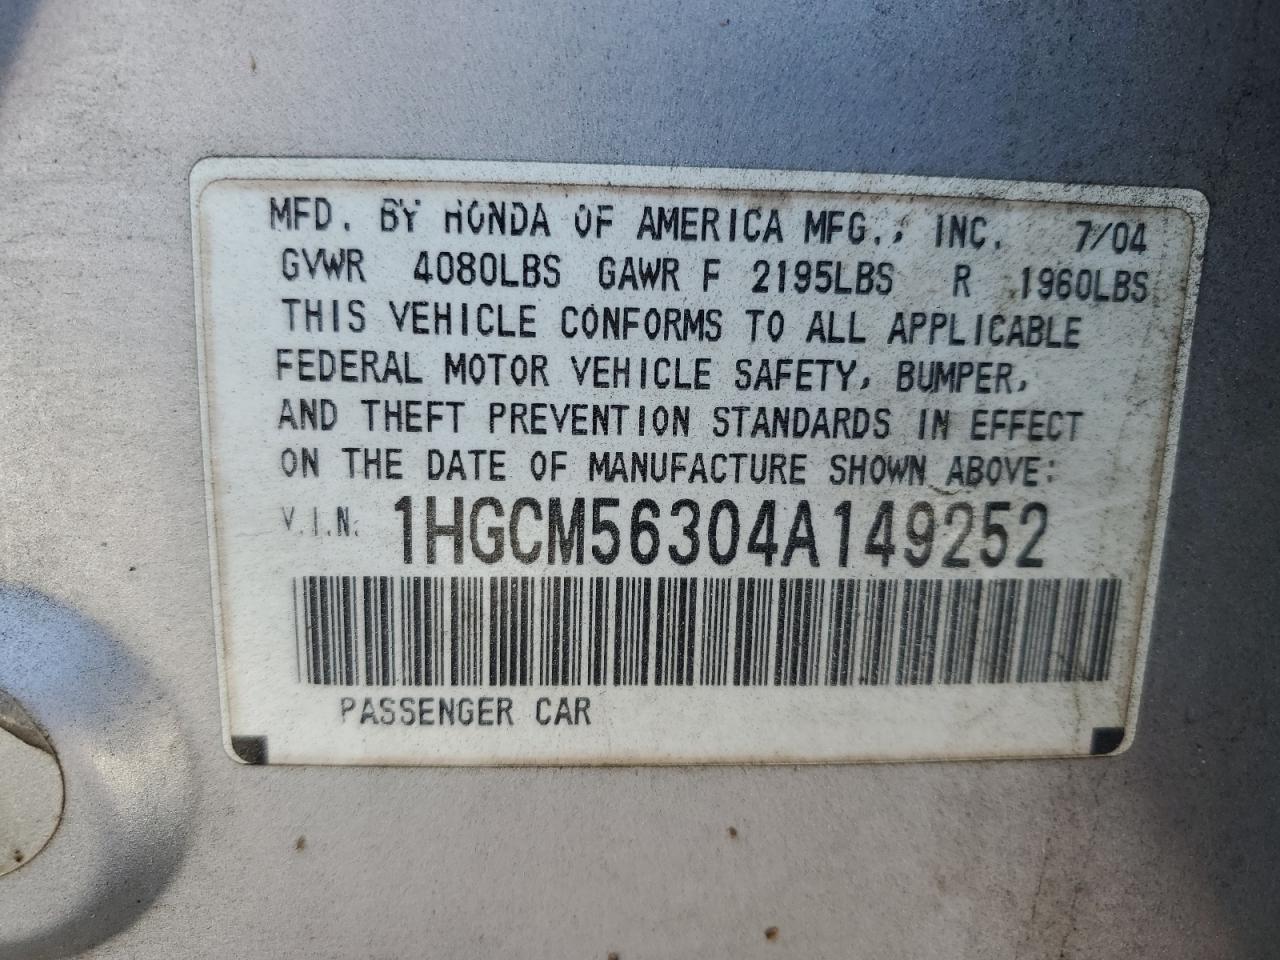 MFD. BY HONDA OF AMERICA MFG., INC. 7/04
GVWR 4080LBS GAWR F 2195LBS R 1960LBS
THIS VEHICLE CONFORMS TO ALL APPLICABLE
FEDERAL MOTOR VEHICLE SAFETY, BUMPER,
AND THEFT PREVENTION STANDARDS IN EFFECT
ON THE DATE OF MANUFACTURE SHOWN ABOVE:
V.I.N: 1HGCM56304A149252
PASSENGER CAR